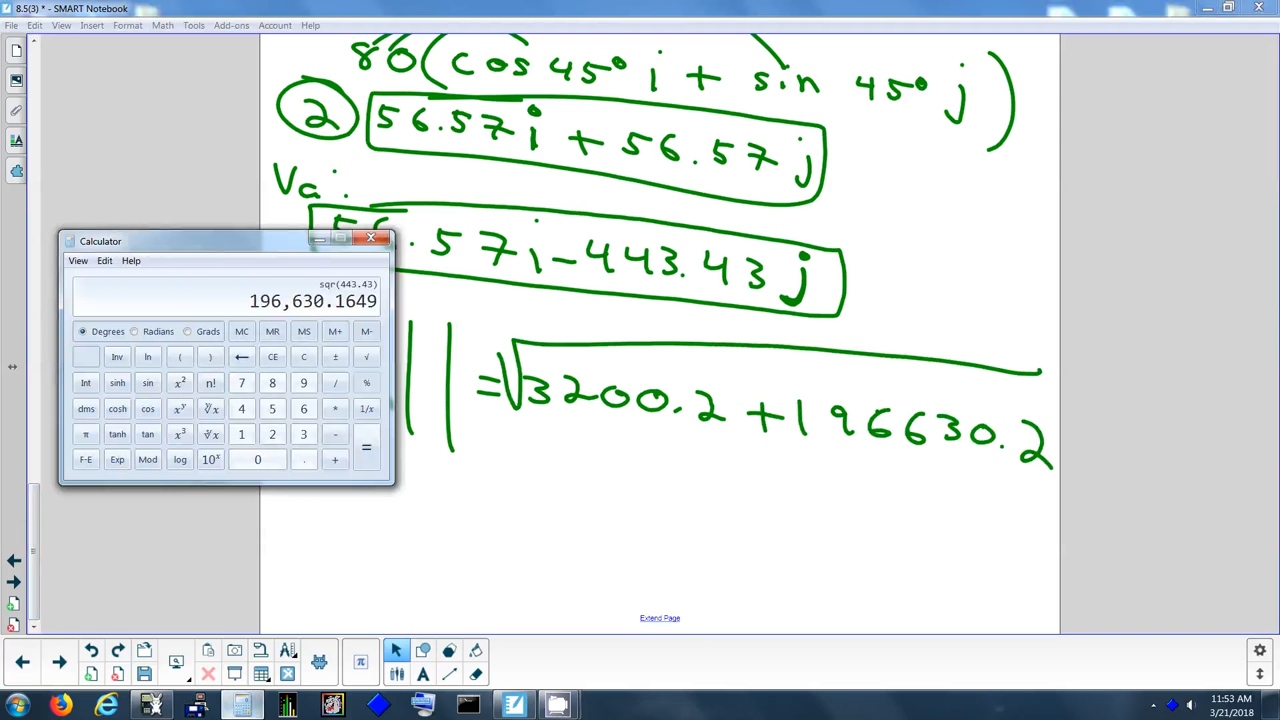 8.5(3) * - SMART Notebook
File Edit View Insert Format Math Tools Add-ons Account Help
80(cos 45° i + sin 45° j)
2 56.57i + 56.57j
Va:
56.57i - 443.43j
Calculator
View Edit Help
sqr(443.43)
196,630.1649
Degrees Radians Grads MC MR MS M+ M-
Inv ln ( ) ← CE C ± √
Int sinh sin x² n! 7 8 9 / %
dms cosh cos xʸ ʸ√x 4 5 6 * 1/x
π tanh tan x³ ³√x 1 2 3 - =
F-E Exp Mod log 10ˣ 0 . +
|| = √3200.2 + 196630.2
Extend Page
11:53 AM
3/21/2018